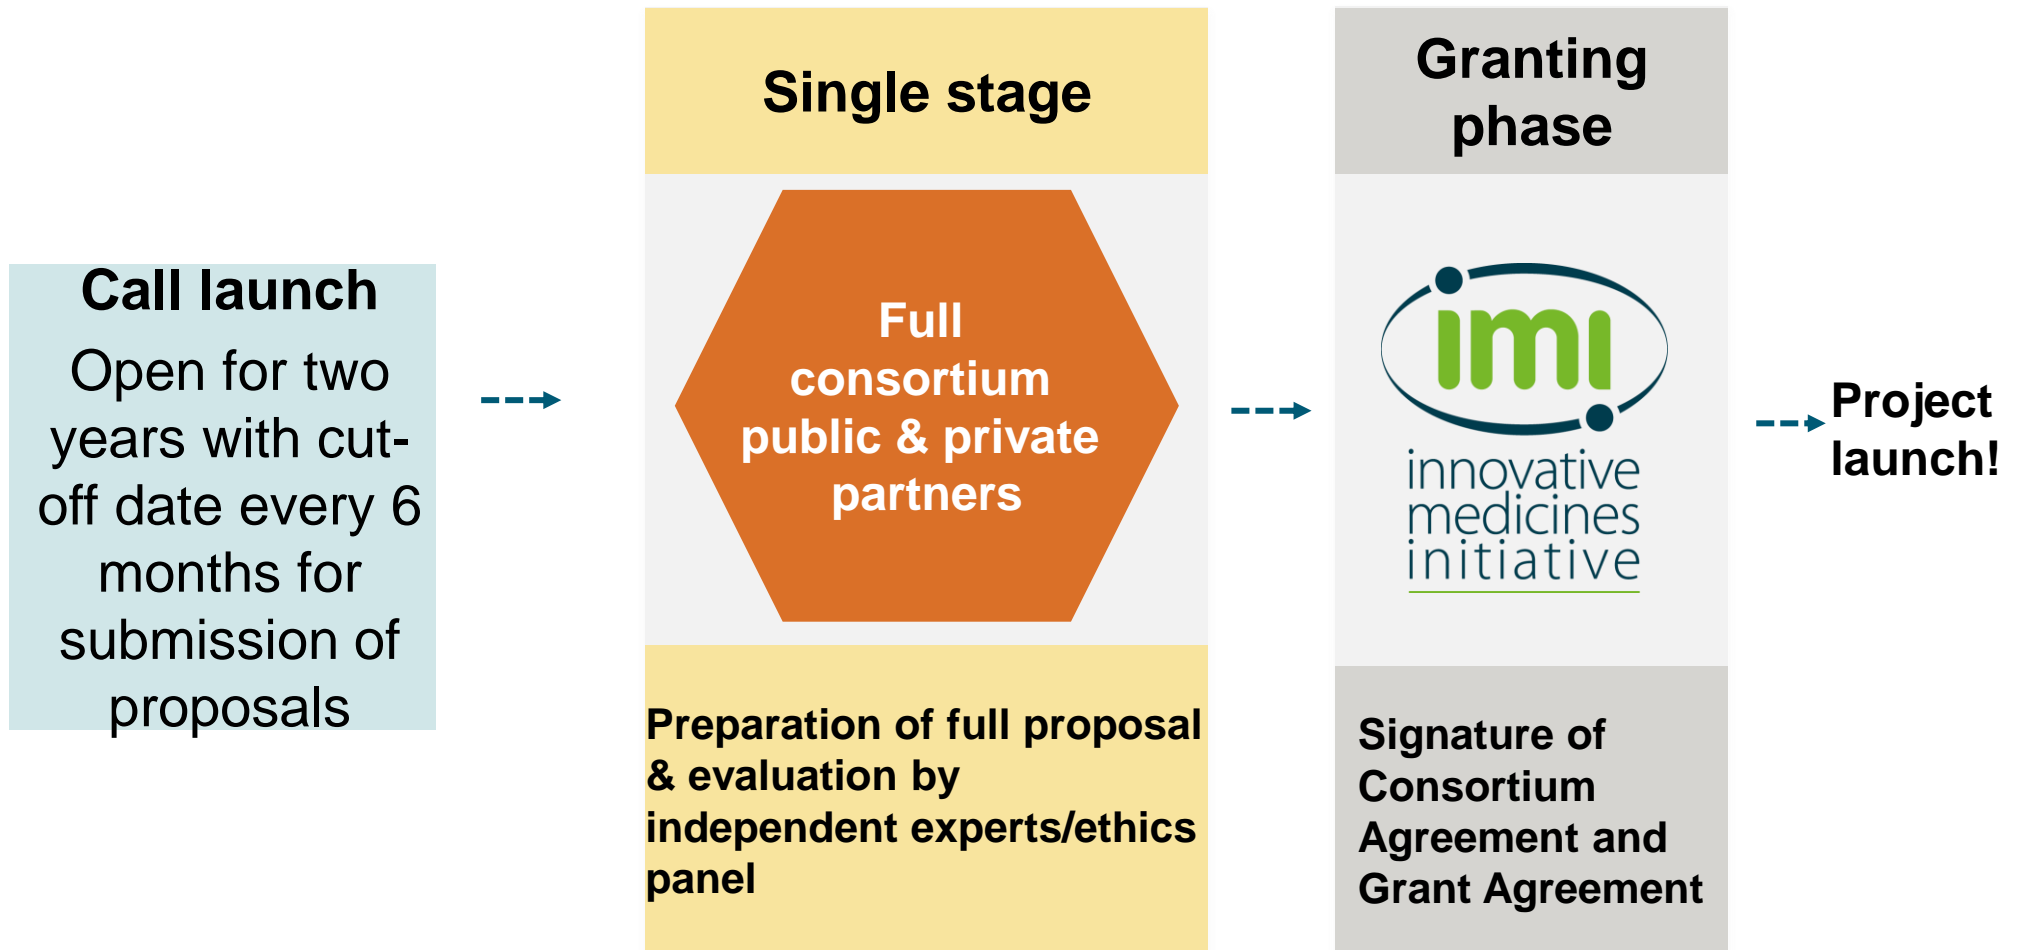 Call launch
Open for two
years with cut-
off date every 6
months for
submission of
proposals
Single stage
Full
consortium
public & private
partners
Preparation of full proposal
& evaluation by
independent experts/ethics
panel
Granting
phase
imi
innovative
medicines
initiative
Signature of
Consortium
Agreement and
Grant Agreement
Project
launch!